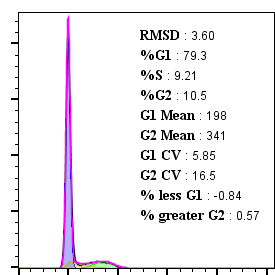 RMSD : 3.60
%G1 : 79.3
%S : 9.21
%G2 : 10.5
G1 Mean : 198
G2 Mean : 341
G1 CV : 5.85
G2 CV : 16.5
% less G1 : -0.84
% greater G2 : 0.57